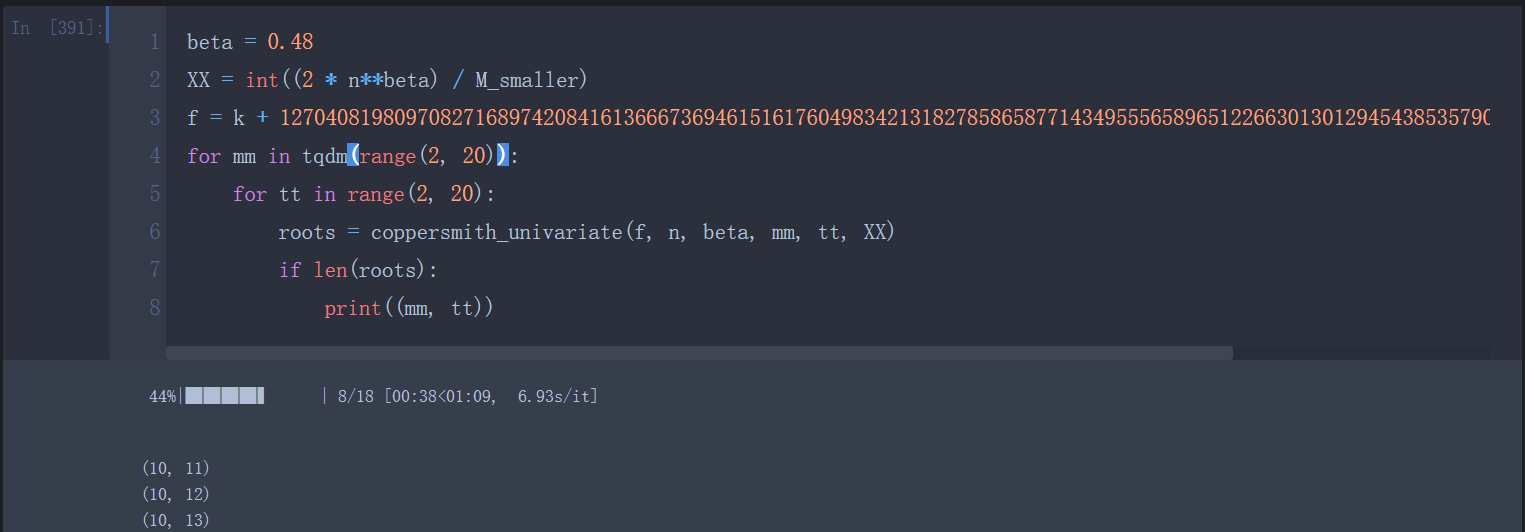 In [391]:
1 beta = 0.48
2 XX = int((2 * n**beta) / M_smaller)
3 f = k + 12704081980970827168974208416136667369461516176049834213182785865877143495556589651226630130129454385357​90
4 for mm in tqdm(range(2, 20)):
5 for tt in range(2, 20):
6 roots = coppersmith_univariate(f, n, beta, mm, tt, XX)
7 if len(roots):
8 print((mm, tt))
44%| | 8/18 [00:38<01:09, 6.93s/it]
(10, 11)
(10, 12)
(10, 13)